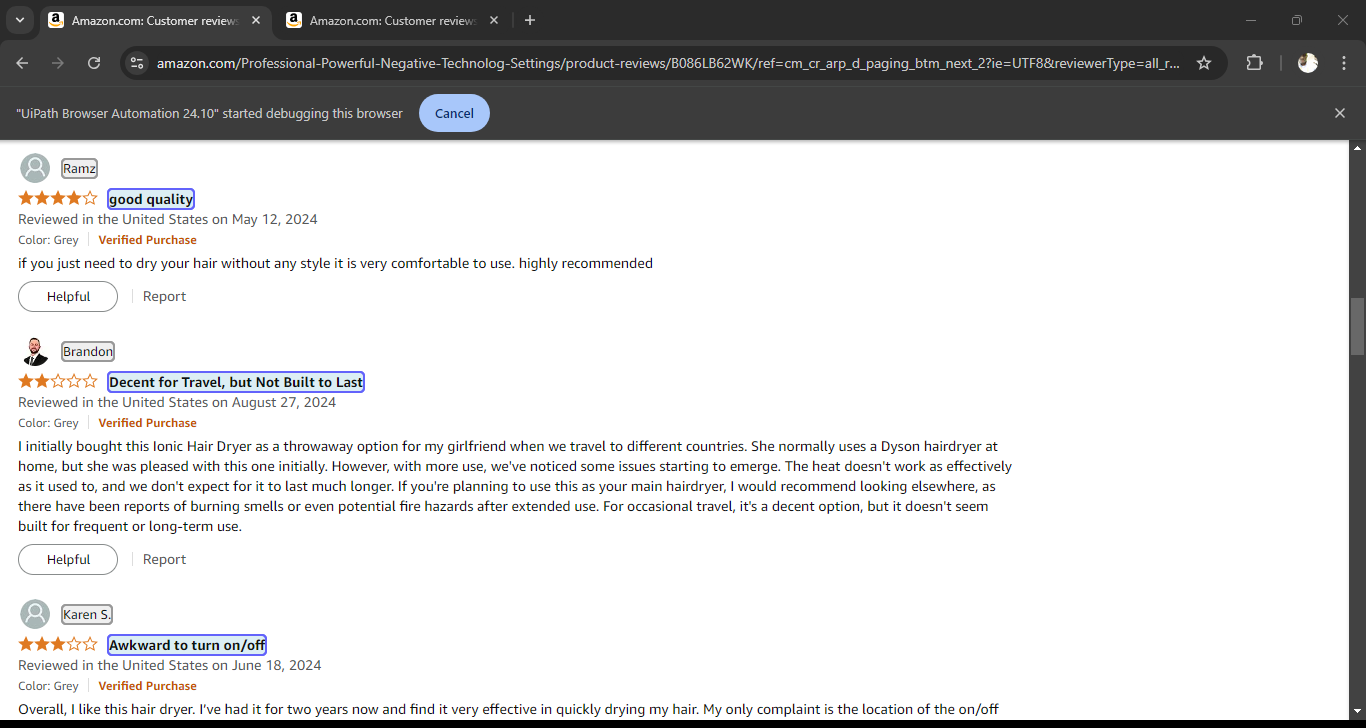 Amazon.com: Customer reviews
Amazon.com: Customer reviews
amazon.com/Professional-Powerful-Negative-Technolog-Settings/product-reviews/B086LB62WK/ref=cm_cr_arp_d_paging_btm_next_2?ie=UTF8&reviewerType=all_r...
"UiPath Browser Automation 24.10" started debugging this browser Cancel
Ramz
good quality
Reviewed in the United States on May 12, 2024
Color: Grey Verified Purchase
if you just need to dry your hair without any style it is very comfortable to use. highly recommended
Helpful Report
Brandon
Decent for Travel, but Not Built to Last
Reviewed in the United States on August 27, 2024
Color: Grey Verified Purchase
I initially bought this Ionic Hair Dryer as a throwaway option for my girlfriend when we travel to different countries. She normally uses a Dyson hairdryer at
home, but she was pleased with this one initially. However, with more use, we've noticed some issues starting to emerge. The heat doesn't work as effectively
as it used to, and we don't expect for it to last much longer. If you're planning to use this as your main hairdryer, I would recommend looking elsewhere, as
there have been reports of burning smells or even potential fire hazards after extended use. For occasional travel, it's a decent option, but it doesn't seem
built for frequent or long-term use.
Helpful Report
Karen S.
Awkward to turn on/off
Reviewed in the United States on June 18, 2024
Color: Grey Verified Purchase
Overall, I like this hair dryer. I've had it for two years now and find it very effective in quickly drying my hair. My only complaint is the location of the on/off